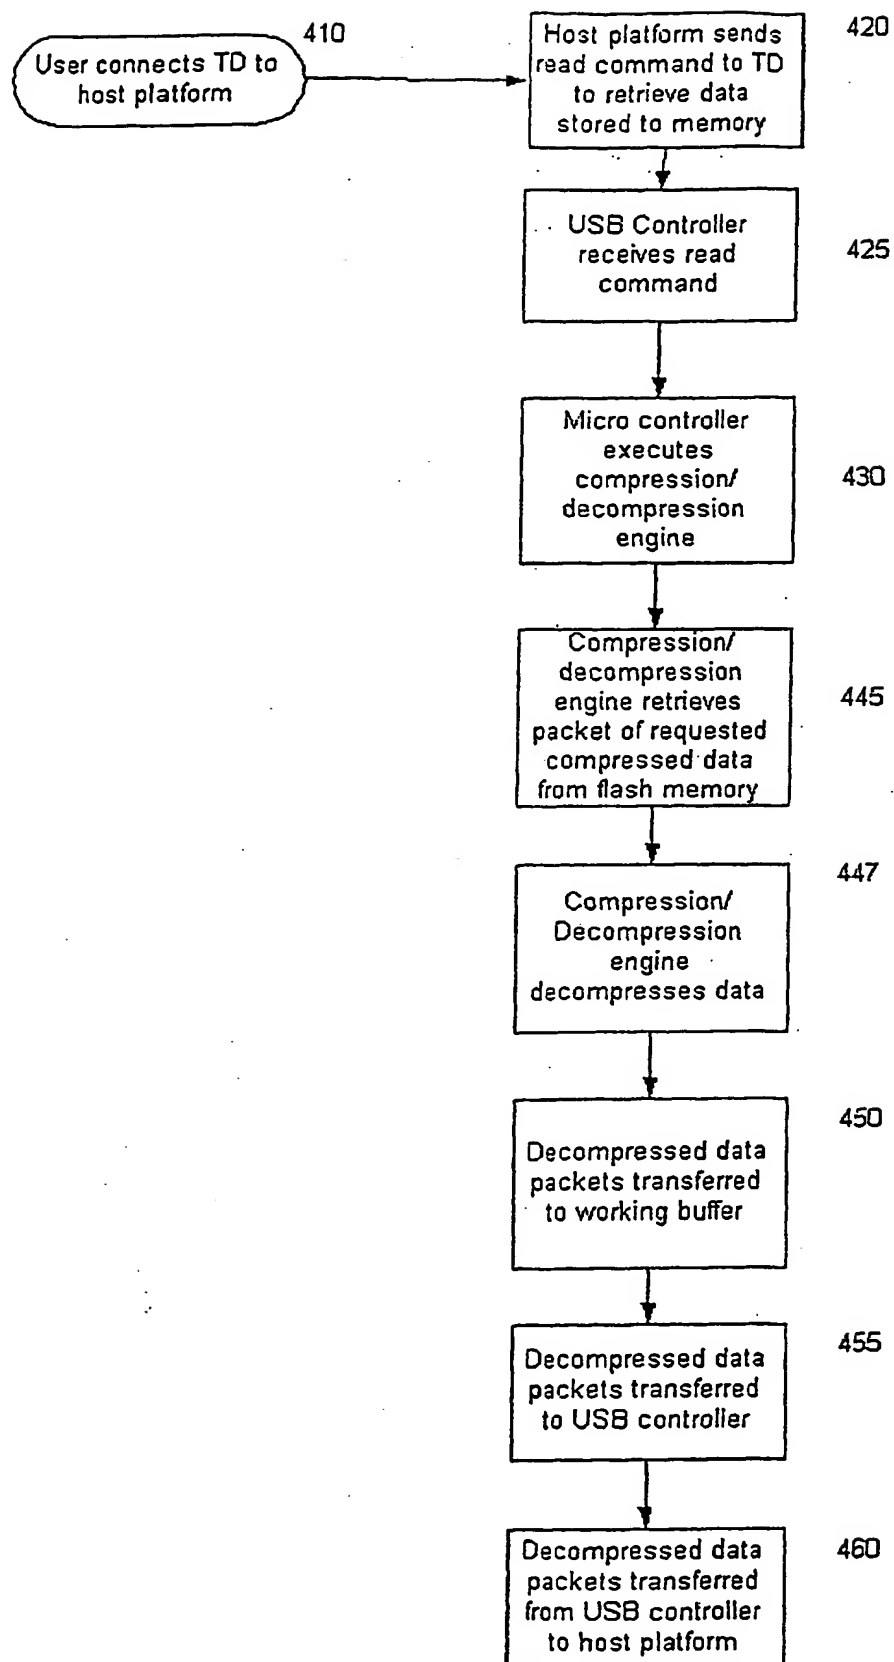 410
User connects TD to
host platform
420
Host platform sends
read command to TD
to retrieve data
stored to memory
USB Controller
receives read
command
425
Micro controller
executes
compression/
decompression
engine
430
Compression/
decompression
engine retrieves
packet of requested
compressed data
from flash memory
445
447
Compression/
Decompression
engine
decompresses data
450
Decompressed data
packets transferred
to working buffer
455
Decompressed data
packets transferred
to USB controller
460
Decompressed data
packets transferred
from USB controller
to host platform